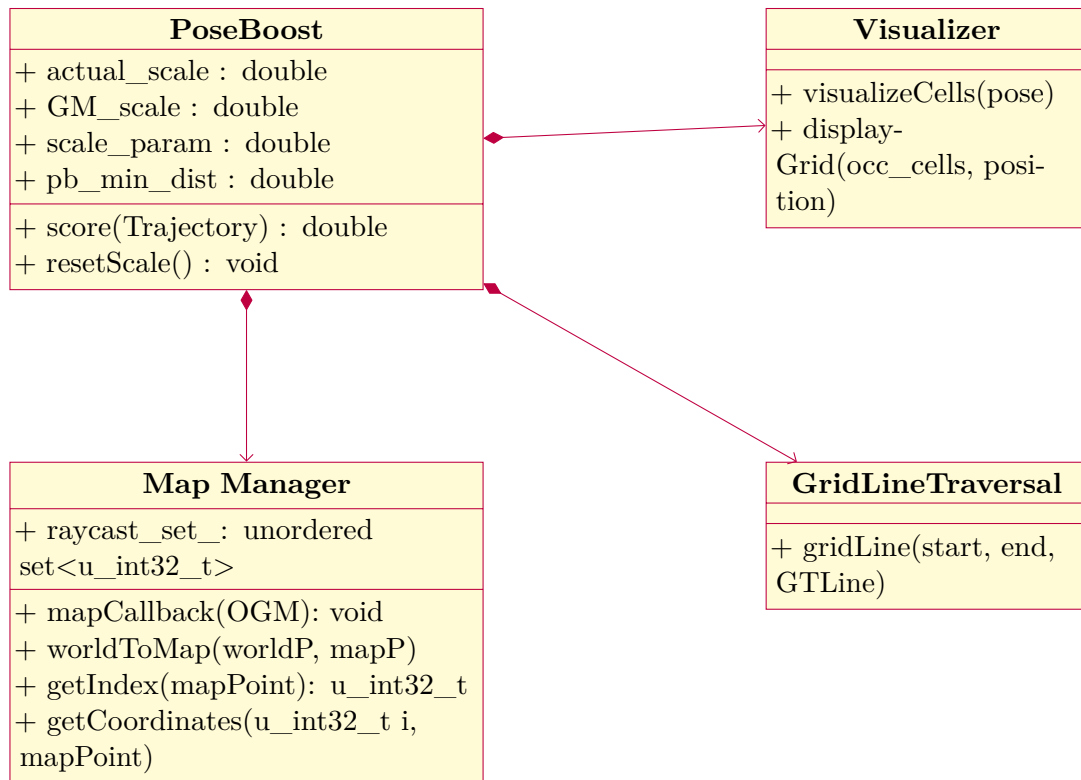 PoseBoost
+ actual_scale : double
+ GM_scale : double
+ scale_param : double
+ pb_min_dist : double
+ score(Trajectory) : double
+ resetScale() : void
Visualizer
+ visualizeCells(pose)
+ display-
Grid(occ_cells, posi-
tion)
Map Manager
+ raycast_set_: unordered
set<u_int32_t>
+ mapCallback(OGM): void
+ worldToMap(worldP, mapP)
+ getIndex(mapPoint): u_int32_t
+ getCoordinates(u_int32_t i,
mapPoint)
GridLineTraversal
+ gridLine(start, end,
GTLine)